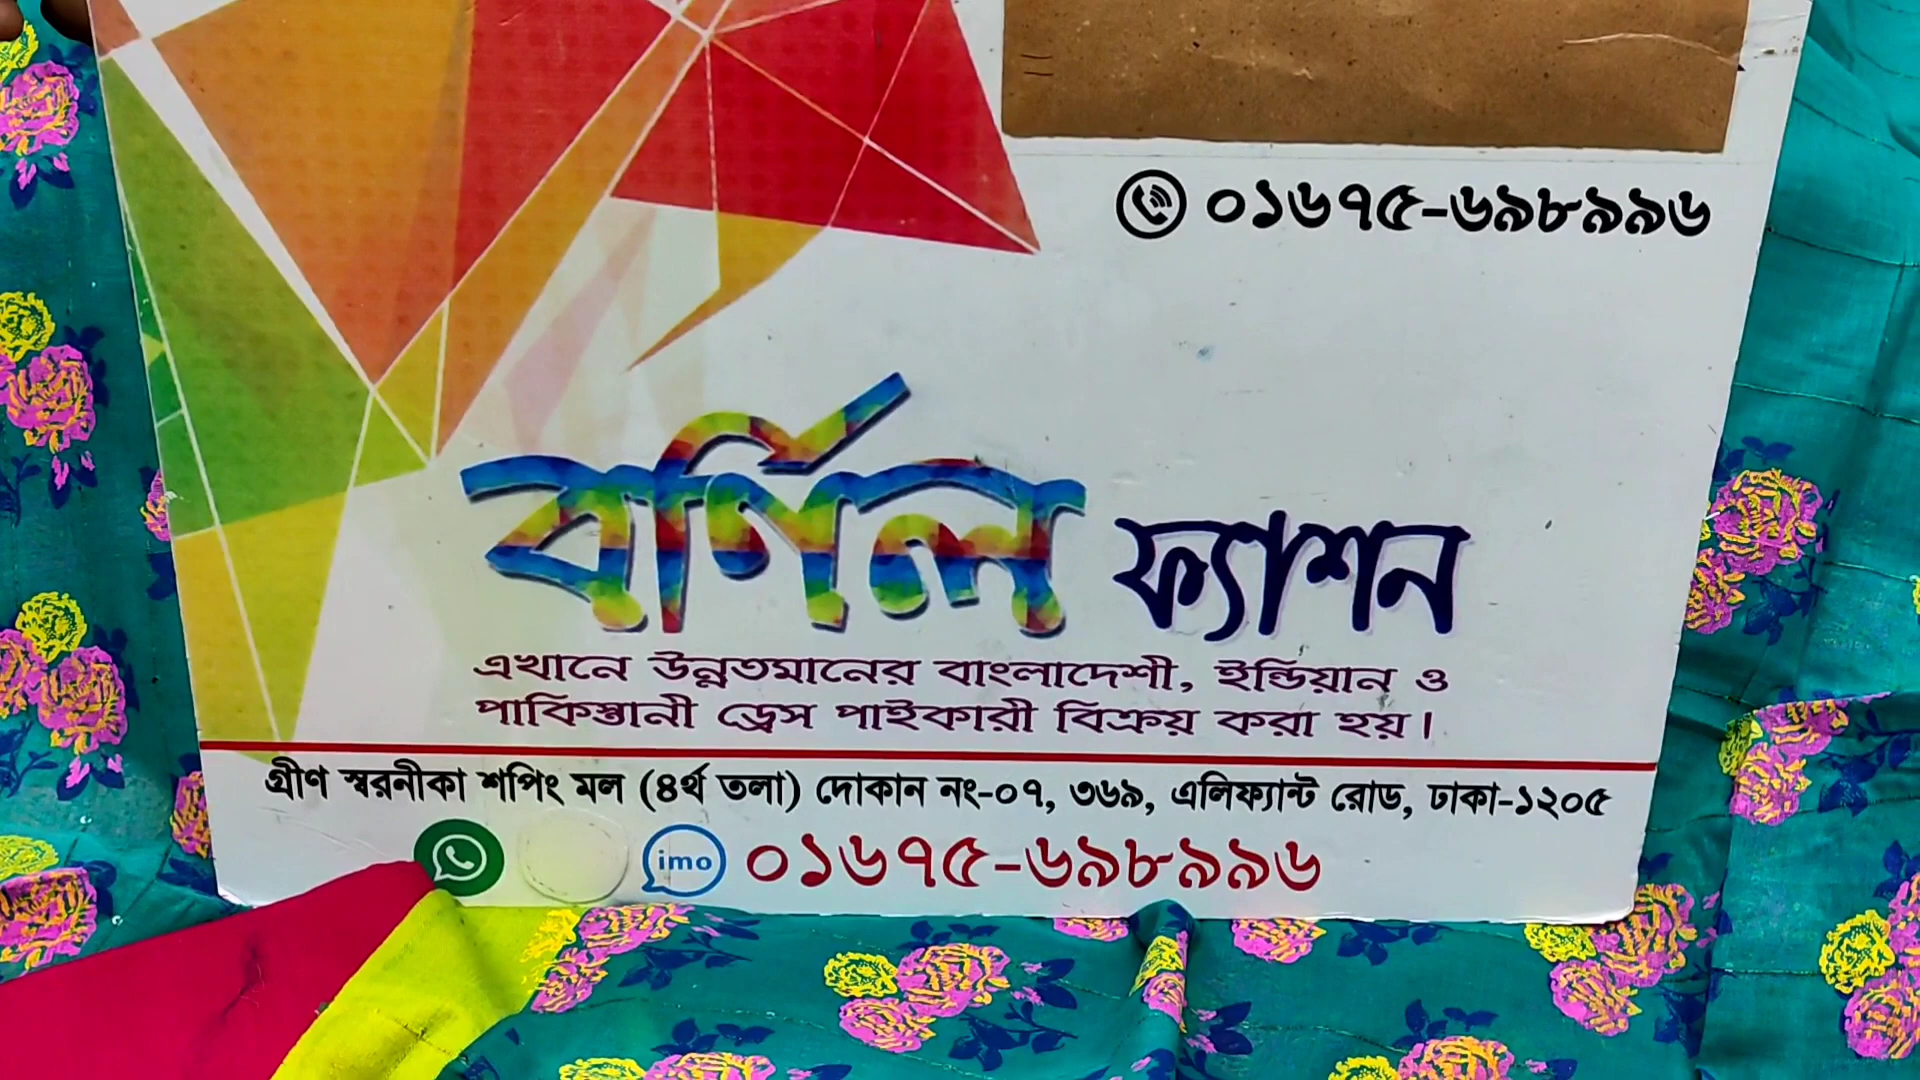 ০১৬৭৫-৬৯৮৯৯৬
বর্ণিল ফ্যাশন
এখানে উন্নতমানের বাংলাদেশী, ইন্ডিয়ান ও
পাকিস্তানী ড্রেস পাইকারী বিক্রয় করা হয়।
গ্রীণ স্বরনীকা শপিং মল (৪র্থ তলা) দোকান নং-০৭, ৩৬৯, এলিফ্যান্ট রোড, ঢাকা-১২০৫
imo ০১৬৭৫-৬৯৮৯৯৬